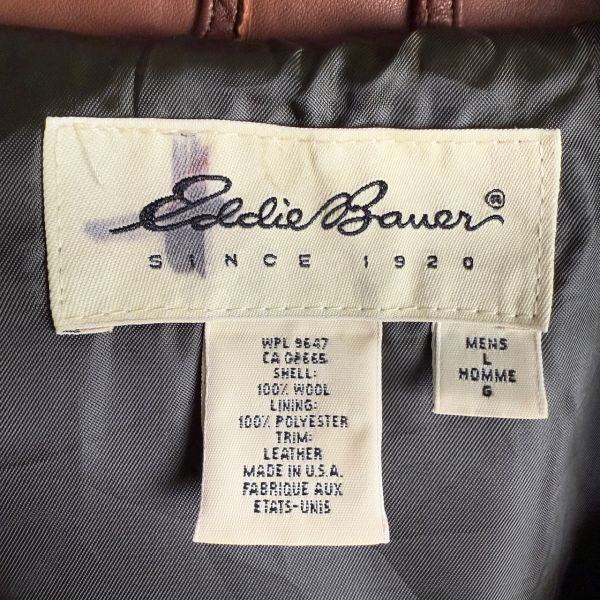 Eddie Bauer®
SINCE 1920
WPL 9647
CA 02665
SHELL:
100% WOOL
LINING:
100% POLYESTER
TRIM:
LEATHER
MADE IN U.S.A.
FABRIQUE AUX
ETATS-UNIS
MENS
L
HOMME
G